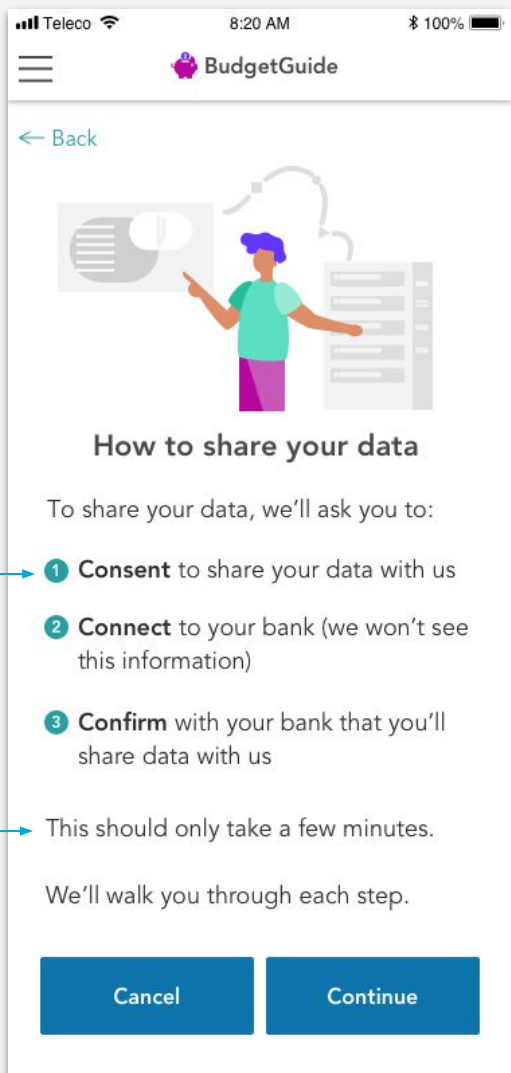 Teleco 8:20 AM 100%
BudgetGuide
← Back
How to share your data
To share your data, we’ll ask you to:
1 Consent to share your data with us
2 Connect to your bank (we won’t see
this information)
3 Confirm with your bank that you’ll
share data with us
This should only take a few minutes.
We’ll walk you through each step.
Cancel Continue